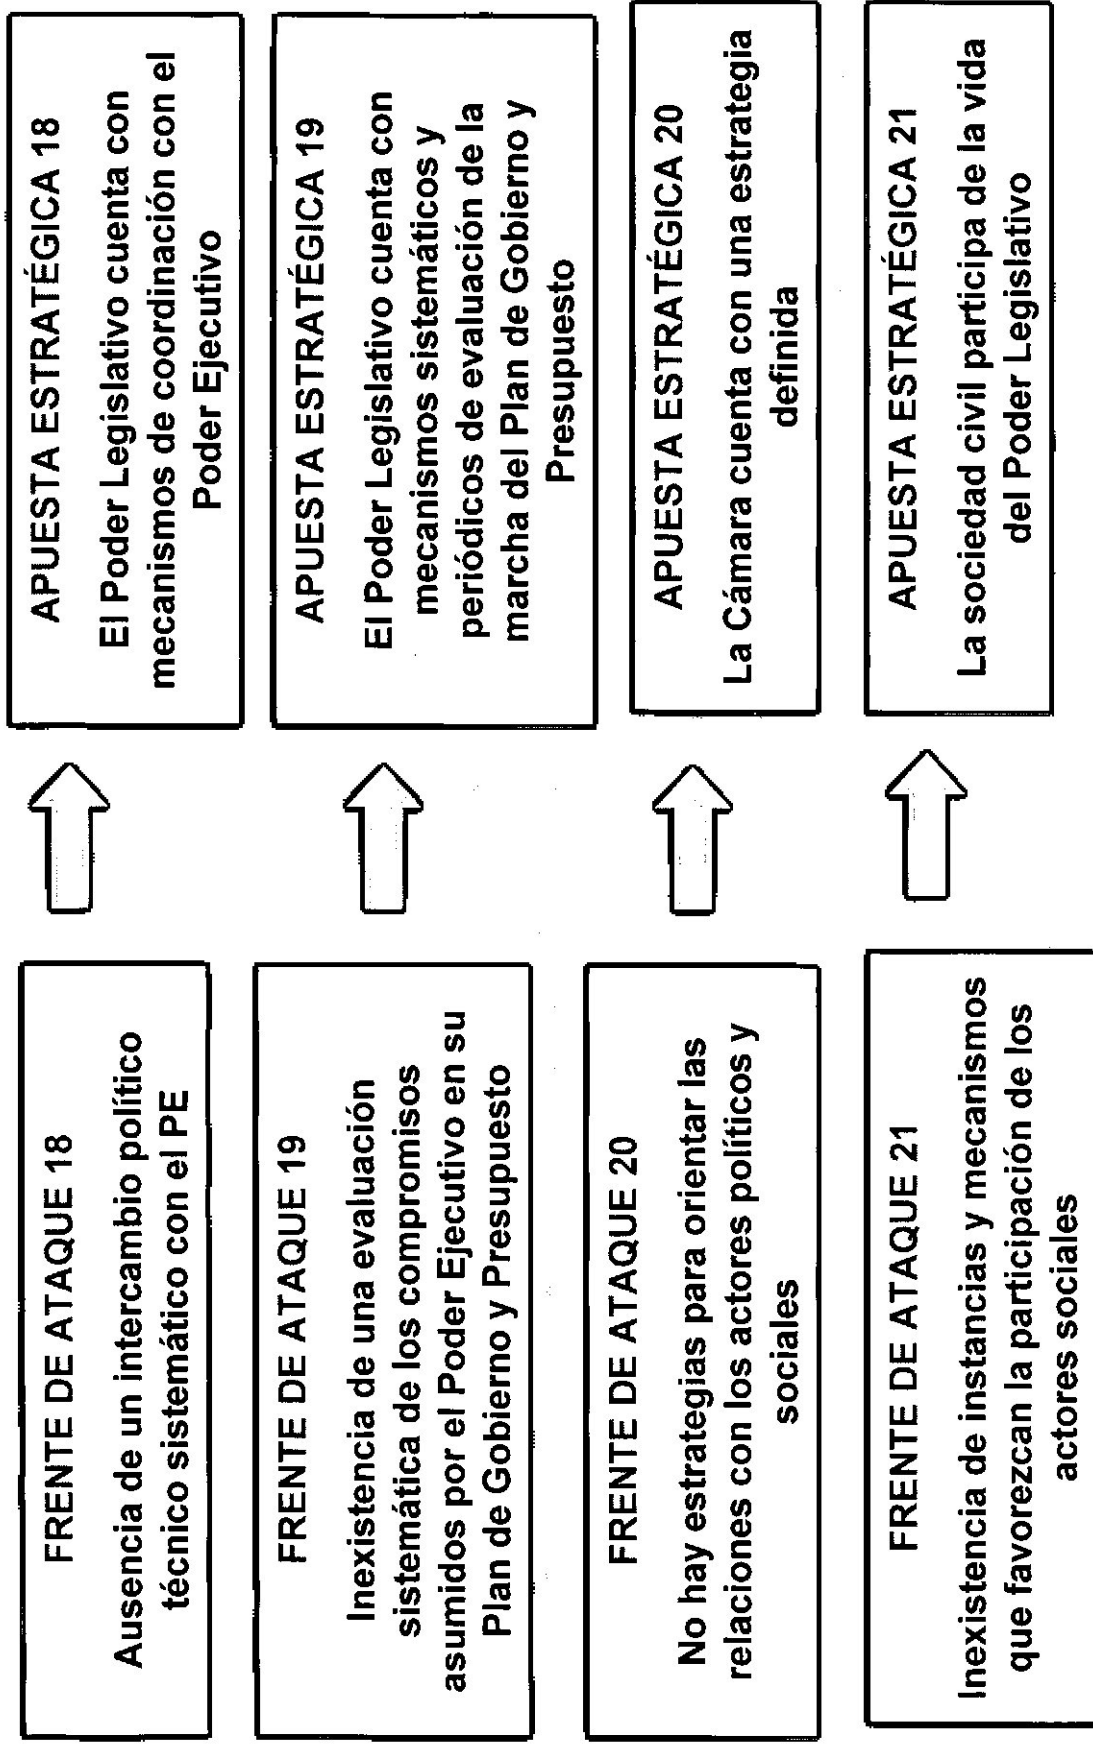 FRENTE DE ATAQUE 18
Ausencia de un intercambio político
técnico sistemático con el PE
APUESTA ESTRATÉGICA 18
El Poder Legislativo cuenta con
mecanismos de coordinación con el
Poder Ejecutivo
FRENTE DE ATAQUE 19
Inexistencia de una evaluación
sistemática de los compromisos
asumidos por el Poder Ejecutivo en su
Plan de Gobierno y Presupuesto
APUESTA ESTRATÉGICA 19
El Poder Legislativo cuenta con
mecanismos sistemáticos y
periódicos de evaluación de la
marcha del Plan de Gobierno y
Presupuesto
FRENTE DE ATAQUE 20
No hay estrategias para orientar las
relaciones con los actores políticos y
sociales
APUESTA ESTRATÉGICA 20
La Cámara cuenta con una estrategia
definida
FRENTE DE ATAQUE 21
Inexistencia de instancias y mecanismos
que favorezcan la participación de los
actores sociales
APUESTA ESTRATÉGICA 21
La sociedad civil participa de la vida
del Poder Legislativo